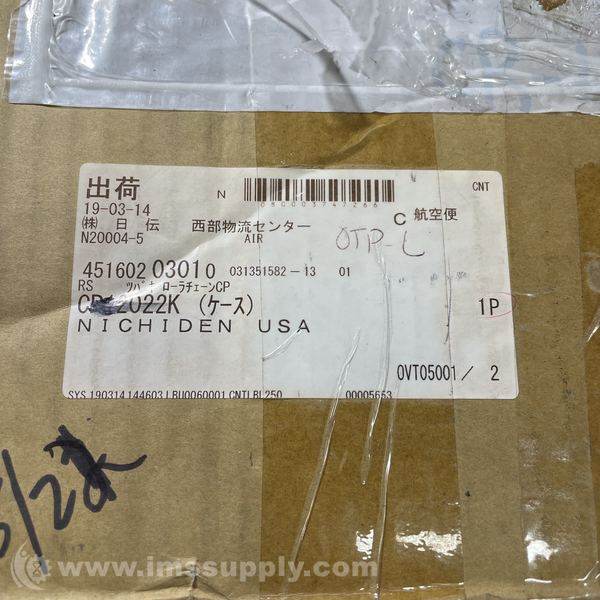 出荷 N CNT
080003747266
19-03-14 C 航空便
㈱ 日 伝 西部物流センター
N20004-5 AIR OTP-L
451602 03010 031351582-13 01
RS ツバキ ローラチェーンCP
2022K (ケース) 1P
NICHIDEN USA
0VT05001/ 2
SYS 190314 144603 LBU0060001 CNTLBL250 00005653
www.imssupply.com